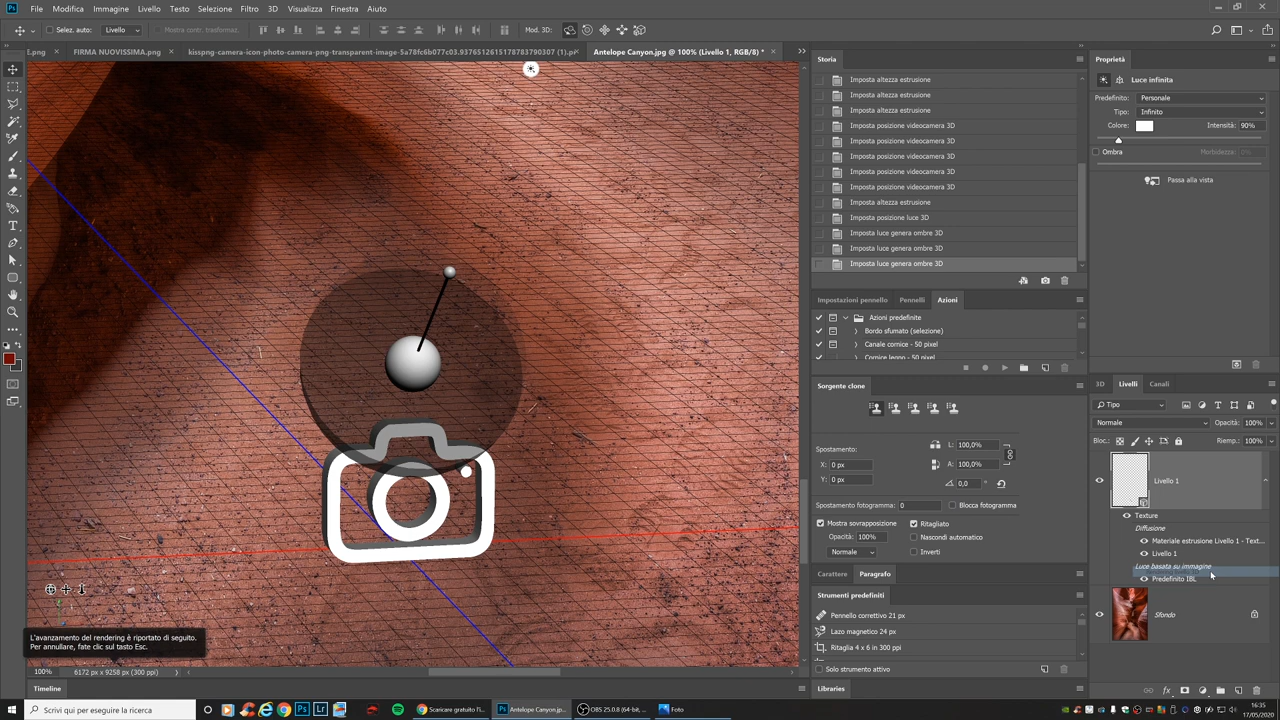 File Modifica Immagine Livello Testo Selezione Filtro 3D Visualizza Finestra Aiuto
Selez. auto: Livello Mostra contr. trasformaz. Mod. 3D:
FIRMA NUOVISSIMA.png × Antelope Canyon.jpg @ 100% (Livello 1, RGB/8) * ×
Storia
Imposta altezza estrusione
Imposta altezza estrusione
Imposta altezza estrusione
Imposta posizione videocamera 3D
Imposta posizione videocamera 3D
Imposta posizione videocamera 3D
Imposta posizione videocamera 3D
Imposta posizione videocamera 3D
Imposta altezza estrusione
Imposta posizione luce 3D
Imposta luce genera ombre 3D
Imposta luce genera ombre 3D
Imposta luce genera ombre 3D
Impostazioni pennello Pennelli Azioni
Azioni predefinite
Bordo sfumato (selezione)
Canale cornice - 50 pixel
Cornice legno - 50 pixel
Sorgente clone
Spostamento: L: 100,0%
X: 0 px A: 100,0%
Y: 0 px 0,0 °
Spostamento fotogramma: 0 Blocca fotogramma
Mostra sovrapposizione Ritagliato
Opacità: 100% Nascondi automatico
Normale Inverti
Carattere Paragrafo
Strumenti predefiniti
Pennello correttivo 21 px
Lazo magnetico 24 px
Ritaglia 4 x 6 in 300 ppi
Solo strumento attivo
Libraries
Proprietà
Luce infinita
Predefinito: Personale
Tipo: Infinito
Colore: Intensità: 90%
Ombra Morbidezza: 0%
Passa alla vista
3D Livelli Canali
Tipo
Normale Opacità: 100%
Bloc.: Riemp.: 100%
Livello 1
Texture
Diffusione
Materiale estrusione Livello 1 - Text...
Livello 1
Luce basata su immagine
Predefinito IBL
Sfondo
L'avanzamento del rendering è riportato di seguito.
Per annullare, fate clic sul tasto Esc.
100% 6172 px x 9258 px (300 ppi)
Timeline
Scrivi qui per eseguire la ricerca
Scaricare gratuito l'i... Antelope Canyon.jp... OBS 25.0.8 (64-bit, w... Foto
16:35
17/05/2020